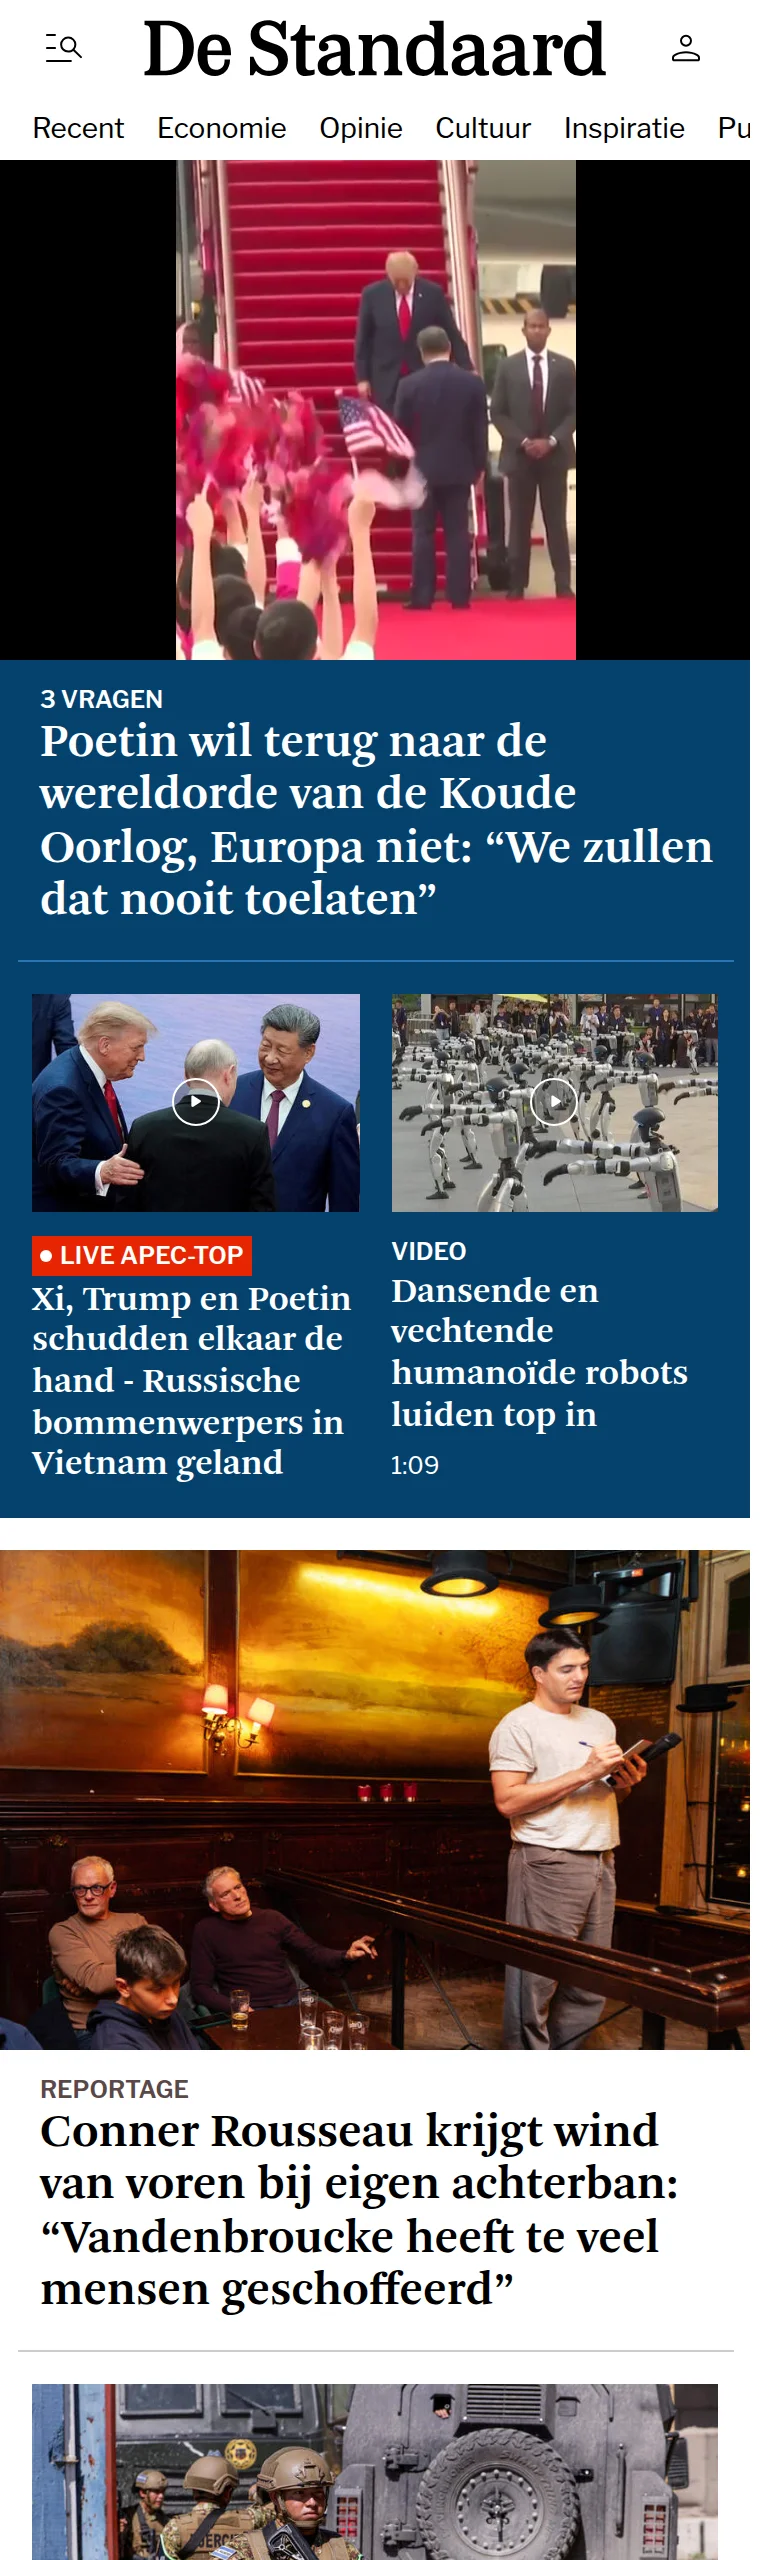 De Standaard
Recent Economie Opinie Cultuur Inspiratie Pu
3 VRAGEN
Poetin wil terug naar de
wereldorde van de Koude
Oorlog, Europa niet: “We zullen
dat nooit toelaten”
LIVE APEC-TOP
Xi, Trump en Poetin
schudden elkaar de
hand - Russische
bommenwerpers in
Vietnam geland
VIDEO
Dansende en
vechtende
humanoïde robots
luiden top in
1:09
REPORTAGE
Conner Rousseau krijgt wind
van voren bij eigen achterban:
“Vandenbroucke heeft te veel
mensen geschoffeerd”